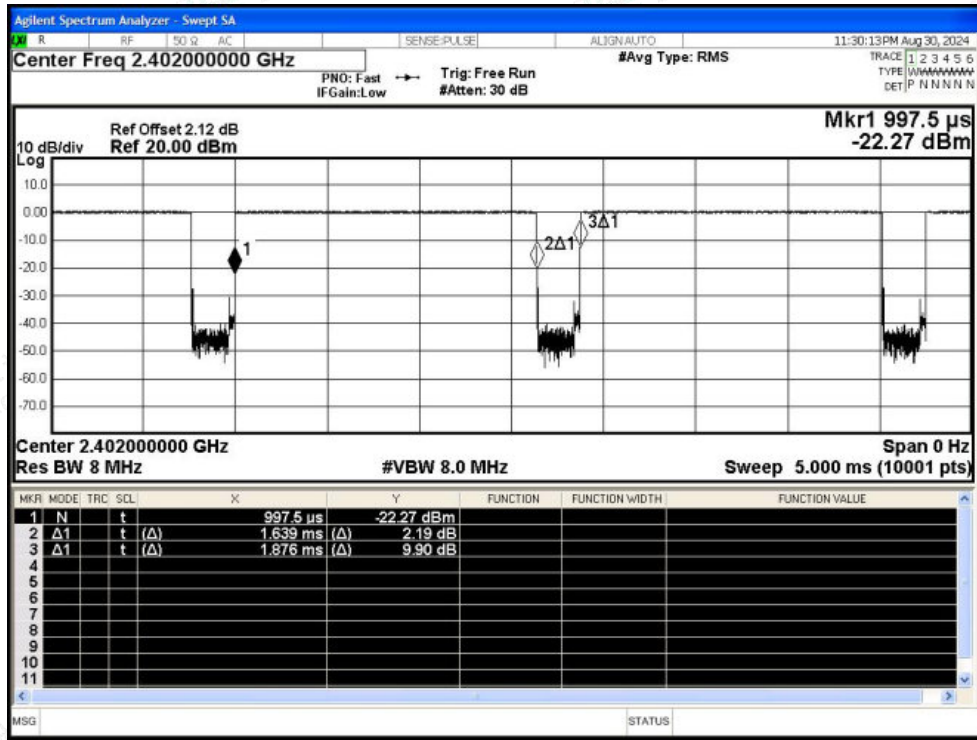 Agilent Spectrum Analyzer - Swept SA
LXI R RF 50 Ω AC SENSE:PULSE ALIGNAUTO 11:30:13PM Aug 30, 2024
Center Freq 2.402000000 GHz #Avg Type: RMS TRACE 1 2 3 4 5 6
PNO: Fast Trig: Free Run TYPE WWWWWW
IFGain:Low #Atten: 30 dB DET P N N N N N
Mkr1 997.5 µs
-22.27 dBm
Ref Offset 2.12 dB
10 dB/div Ref 20.00 dBm
Log
10.0
0.00
-10.0
-20.0
-30.0
-40.0
-50.0
-60.0
-70.0
1
2Δ1
3Δ1
Center 2.402000000 GHz Span 0 Hz
Res BW 8 MHz #VBW 8.0 MHz Sweep 5.000 ms (10001 pts)
MKR MODE TRC SCL X Y FUNCTION FUNCTION WIDTH FUNCTION VALUE
1 N t 997.5 µs -22.27 dBm
2 Δ1 t (Δ) 1.639 ms (Δ) 2.19 dB
3 Δ1 t (Δ) 1.876 ms (Δ) 9.90 dB
4
5
6
7
8
9
10
11
MSG STATUS